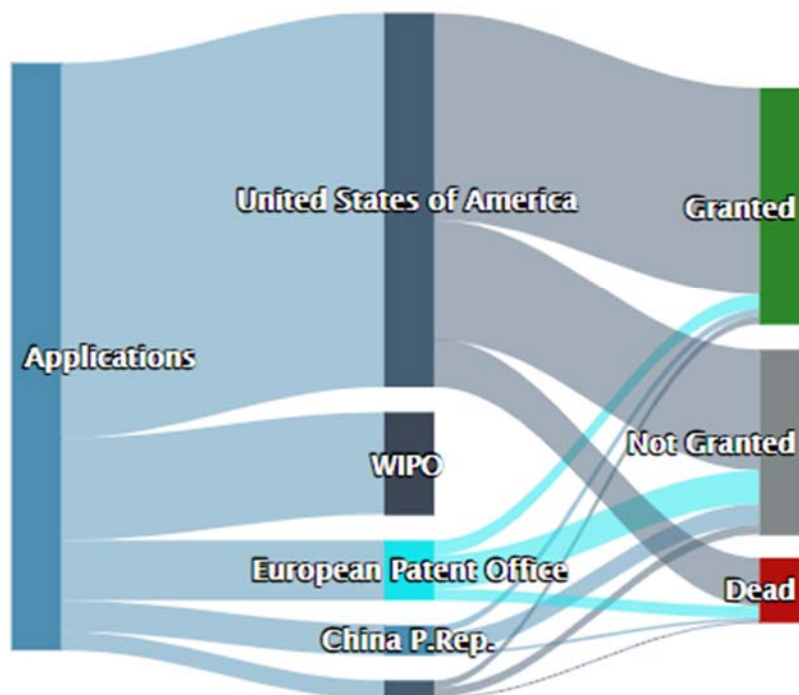 United States of America
Granted
Applications
Not Granted
WIPO
European Patent Office
Dead
China P.Rep.